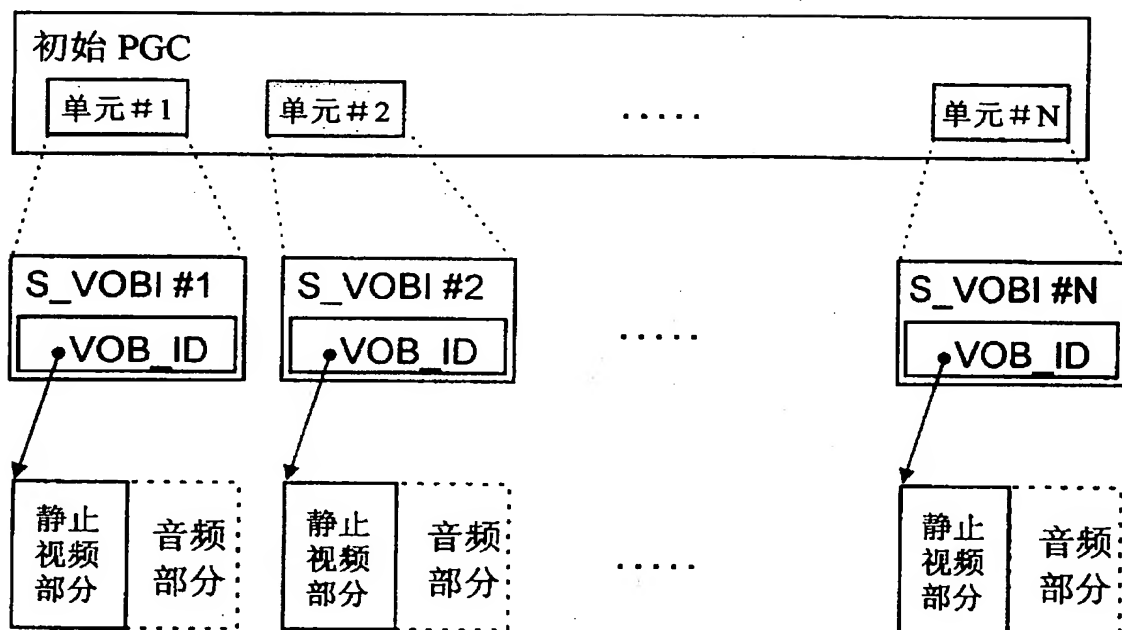 初始 PGC
单元#1 单元#2 ..... 单元#N
S_VOBI #1 S_VOBI #2 ..... S_VOBI #N
VOB_ID VOB_ID VOB_ID
静止
视频
部分
音频
部分
静止
视频
部分
音频
部分
.....
静止
视频
部分
音频
部分